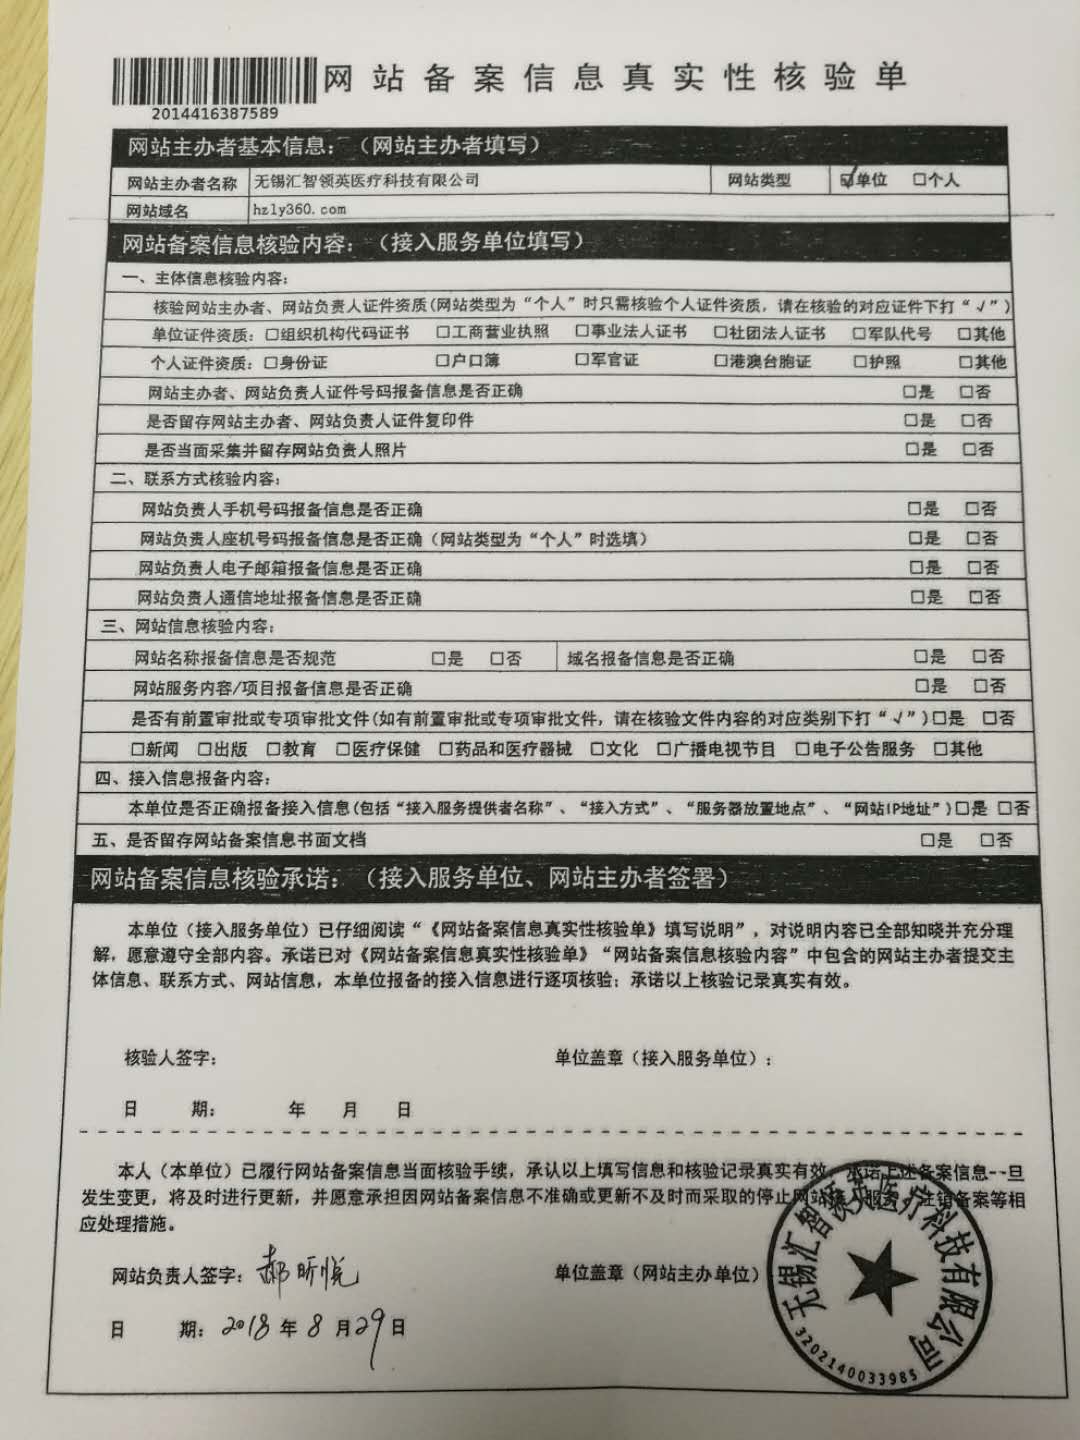 网站备案信息真实性核验单
2014416387589
网站主办者基本信息：（网站主办者填写）
网站主办者名称 无锡汇智领英医疗科技有限公司 网站类型 ☑单位 □个人
网站域名 hzly360.com
网站备案信息核验内容：（接入服务单位填写）
一、主体信息核验内容：
核验网站主办者、网站负责人证件资质(网站类型为“个人”时只需核验个人证件资质，请在核验的对应证件下打“√”)
单位证件资质：□组织机构代码证书 □工商营业执照 □事业法人证书 □社团法人证书 □军队代号 □其他
个人证件资质：□身份证 □户口簿 □军官证 □港澳台胞证 □护照 □其他
网站主办者、网站负责人证件号码报备信息是否正确 □是 □否
是否留存网站主办者、网站负责人证件复印件 □是 □否
是否当面采集并留存网站负责人照片 □是 □否
二、联系方式核验内容：
网站负责人手机号码报备信息是否正确 □是 □否
网站负责人座机号码报备信息是否正确（网站类型为“个人”时选填） □是 □否
网站负责人电子邮箱报备信息是否正确 □是 □否
网站负责人通信地址报备信息是否正确 □是 □否
三、网站信息核验内容：
网站名称报备信息是否规范 □是 □否 域名报备信息是否正确 □是 □否
网站服务内容/项目报备信息是否正确 □是 □否
是否有前置审批或专项审批文件(如有前置审批或专项审批文件，请在核验文件内容的对应类别下打“√”)□是 □否
□新闻 □出版 □教育 □医疗保健 □药品和医疗器械 □文化 □广播电视节目 □电子公告服务 □其他
四、接入信息报备内容：
本单位是否正确报备接入信息(包括“接入服务提供者名称”、“接入方式”、“服务器放置地点”、“网站IP地址”)□是 □否
五、是否留存网站备案信息书面文档 □是 □否
网站备案信息核验承诺：（接入服务单位、网站主办者签署）
本单位（接入服务单位）已仔细阅读“《网站备案信息真实性核验单》填写说明”，对说明内容已全部知晓并充分理
解，愿意遵守全部内容。承诺已对《网站备案信息真实性核验单》“网站备案信息核验内容”中包含的网站主办者提交主
体信息、联系方式、网站信息，本单位报备的接入信息进行逐项核验；承诺以上核验记录真实有效。
核验人签字： 单位盖章（接入服务单位）：
日 期： 年 月 日
本人（本单位）已履行网站备案信息当面核验手续，承认以上填写信息和核验记录真实有效。承诺上述备案信息--旦
发生变更，将及时进行更新，并愿意承担因网站备案信息不准确或更新不及时而采取的停止网站接入服务，注销备案等相
应处理措施。
网站负责人签字：郝昕悦 单位盖章（网站主办单位）
日 期：2018年8月29日
无锡汇智领英医疗科技有限公司
3202140033985